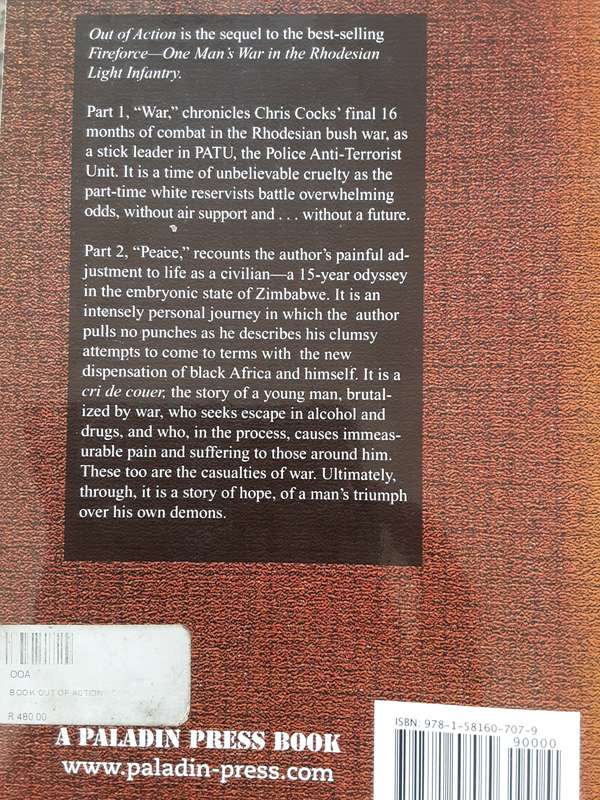 Out of Action is the sequel to the best-selling
Fireforce—One Man's War in the Rhodesian
Light Infantry.
Part 1, “War,” chronicles Chris Cocks' final 16
months of combat in the Rhodesian bush war, as
a stick leader in PATU, the Police Anti-Terrorist
Unit. It is a time of unbelievable cruelty as the
part-time white reservists battle overwhelming
odds, without air support and . . . without a future.
Part 2, “Peace,” recounts the author's painful ad-
justment to life as a civilian—a 15-year odyssey
in the embryonic state of Zimbabwe. It is an
intensely personal journey in which the author
pulls no punches as he describes his clumsy
attempts to come to terms with the new
dispensation of black Africa and himself. It is a
cri de couer, the story of a young man, brutal-
ized by war, who seeks escape in alcohol and
drugs, and who, in the process, causes immeas-
urable pain and suffering to those around him.
These too are the casualties of war. Ultimately,
through, it is a story of hope, of a man's triumph
over his own demons.
OOA
BOOK OUT OF ACTION
R 480.00
A PALADIN PRESS BOOK
www.paladin-press.com
ISBN: 978-1-58160-707-9
90000